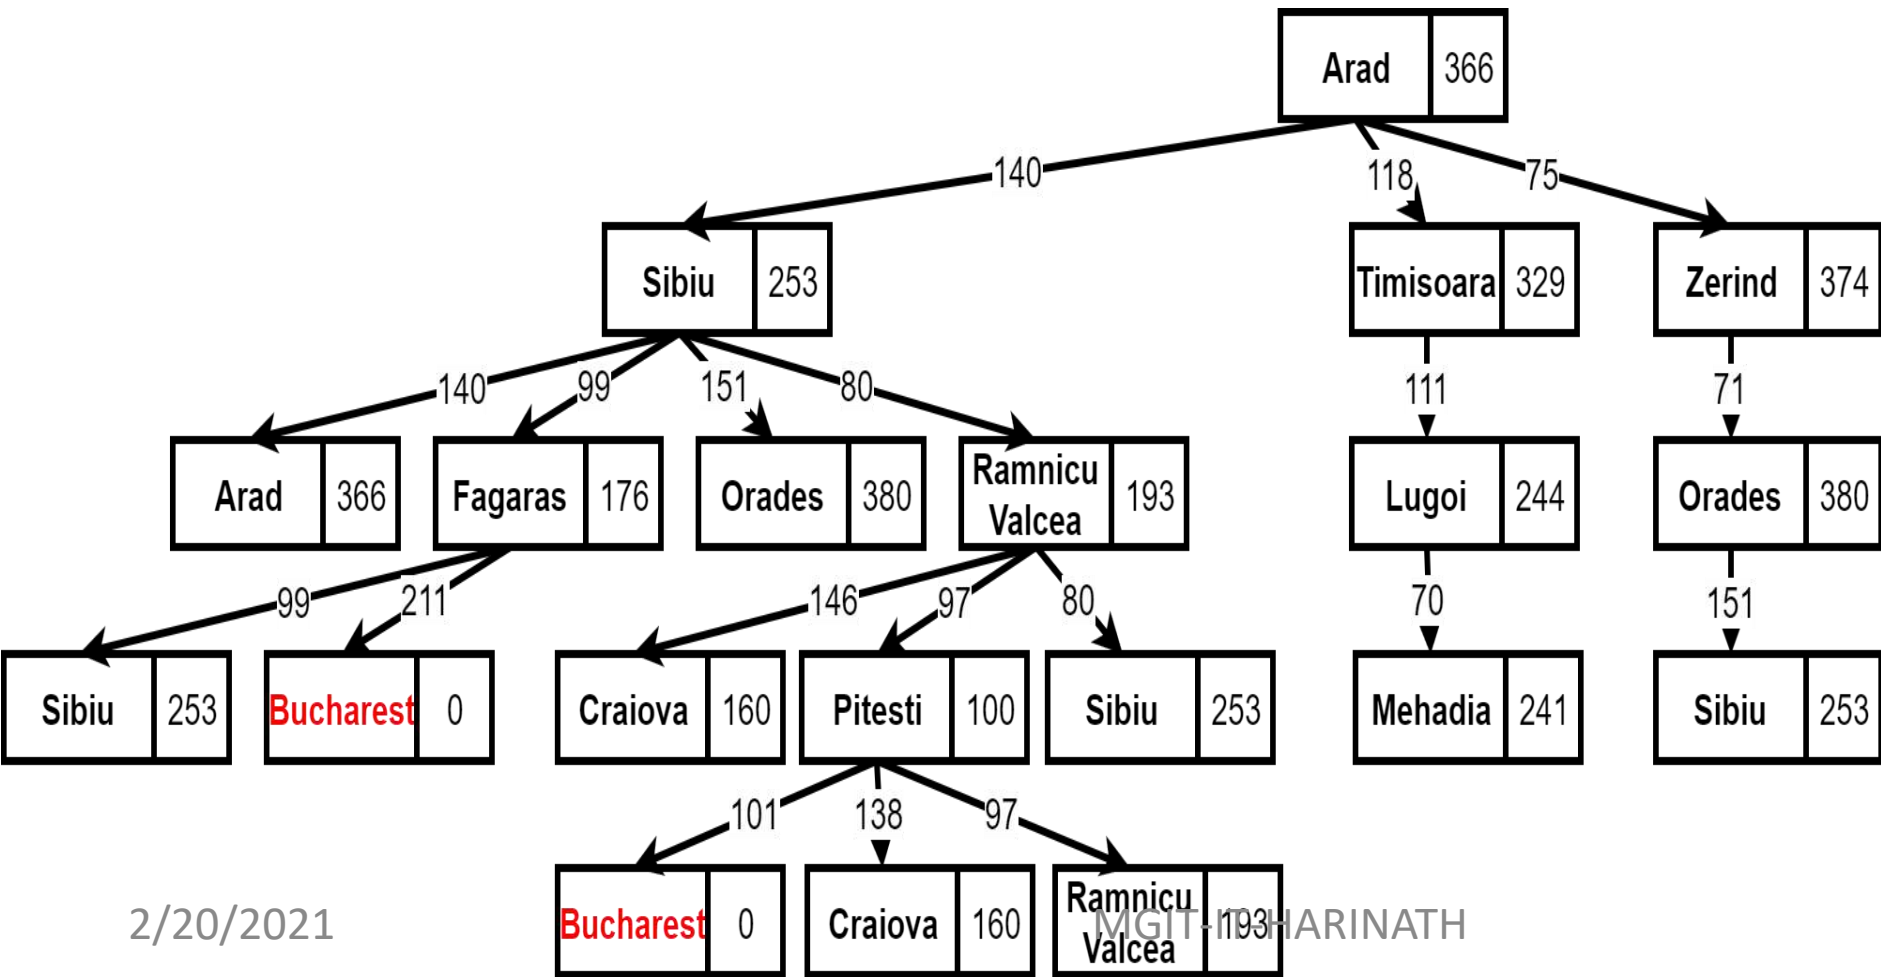 Arad 366
140 118 75
Sibiu 253 Timisoara 329 Zerind 374
140 99 151 80 111 71
Arad 366 Fagaras 176 Orades 380 Ramnicu Valcea 193 Lugoi 244 Orades 380
99 211 146 97 80 70 151
Sibiu 253 Bucharest 0 Craiova 160 Pitesti 100 Sibiu 253 Mehadia 241 Sibiu 253
101 138 97
Bucharest 0 Craiova 160 Ramnicu Valcea 193
2/20/2021 MGIT-IT-HARINATH